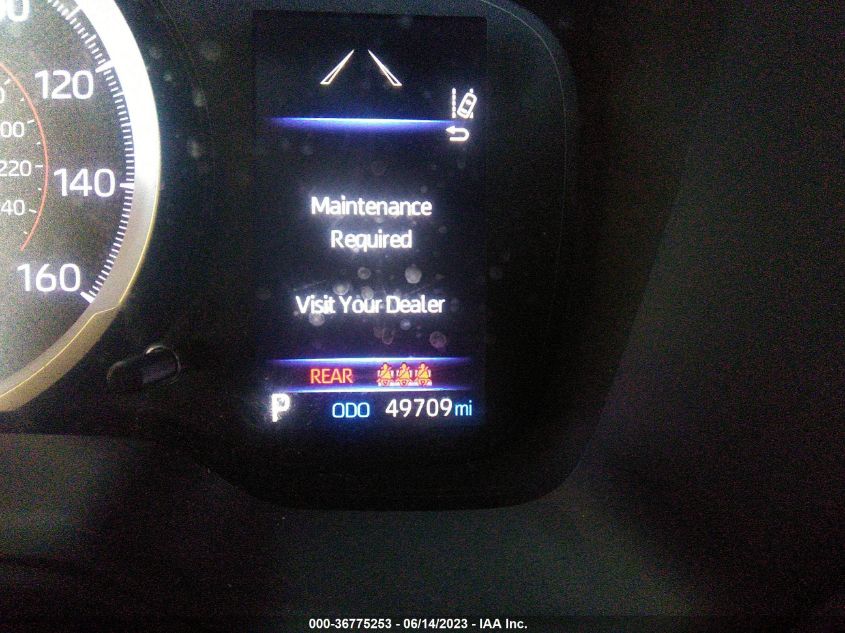 120
140
160
220
Maintenance
Required
Visit Your Dealer
REAR
P ODO 49709 mi
000-36775253 - 06/14/2023 - IAA Inc.